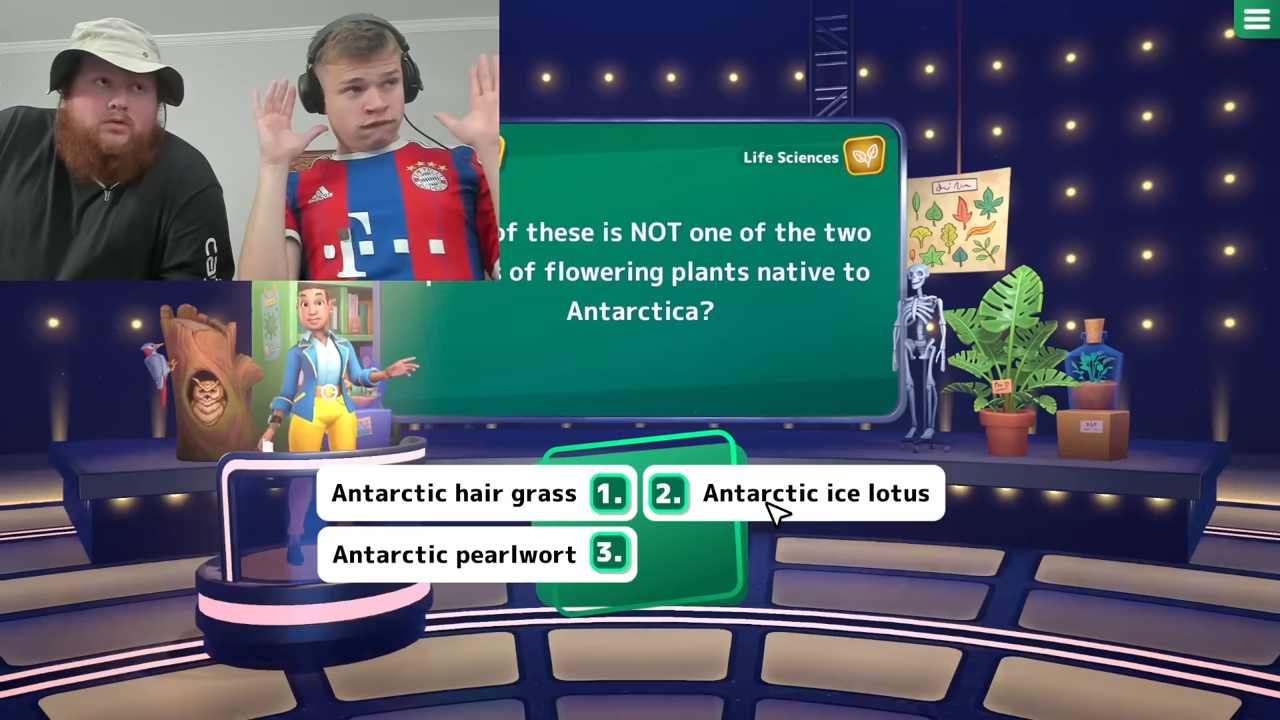 Life Sciences
of these is NOT one of the two
of flowering plants native to
Antarctica?
Antarctic hair grass 1.
2. Antarctic ice lotus
Antarctic pearlwort 3.